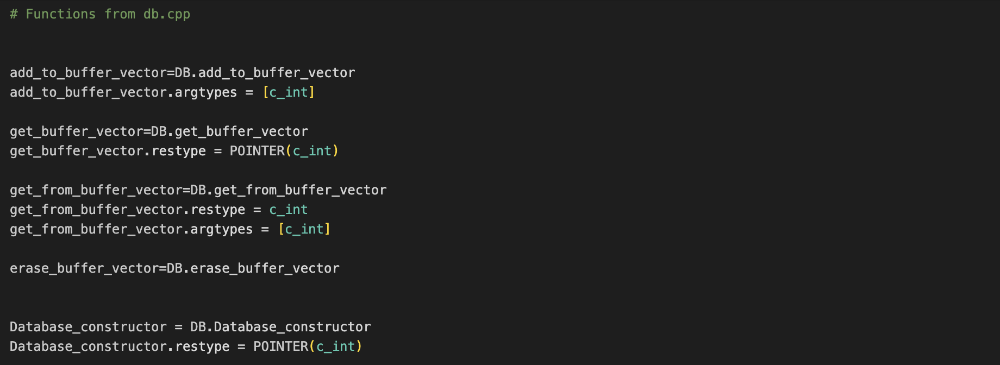 # Functions from db.cpp
add_to_buffer_vector=DB.add_to_buffer_vector
add_to_buffer_vector.argtypes = [c_int]
get_buffer_vector=DB.get_buffer_vector
get_buffer_vector.restype = POINTER(c_int)
get_from_buffer_vector=DB.get_from_buffer_vector
get_from_buffer_vector.restype = c_int
get_from_buffer_vector.argtypes = [c_int]
erase_buffer_vector=DB.erase_buffer_vector
Database_constructor = DB.Database_constructor
Database_constructor.restype = POINTER(c_int)